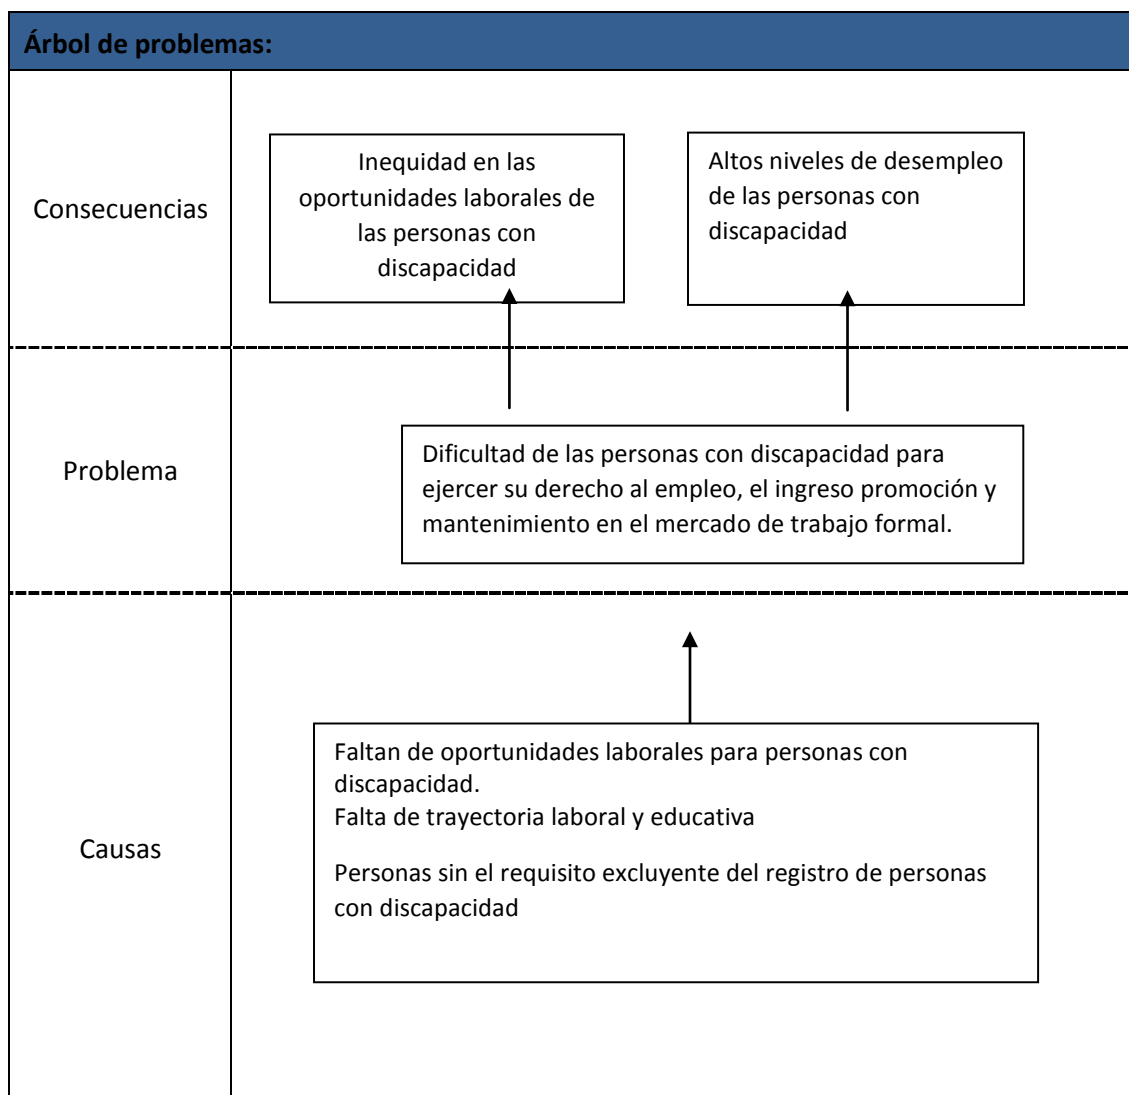 Árbol de problemas:
Consecuencias
Inequidad en las
oportunidades laborales de
las personas con
discapacidad
Altos niveles de desempleo
de las personas con
discapacidad
Problema
Dificultad de las personas con discapacidad para
ejercer su derecho al empleo, el ingreso promoción y
mantenimiento en el mercado de trabajo formal.
Causas
Faltan de oportunidades laborales para personas con
discapacidad.
Falta de trayectoria laboral y educativa
Personas sin el requisito excluyente del registro de personas
con discapacidad